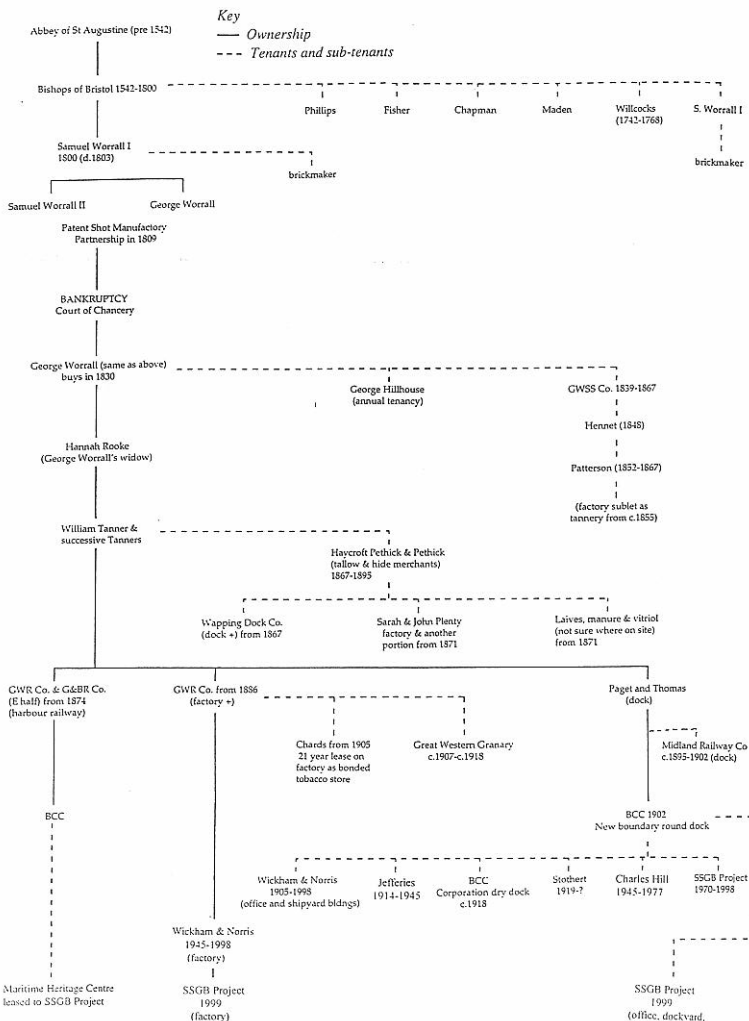 Key
Ownership
Tenants and sub-tenants
Abbey of St Augustine (pre 1542)
Bishops of Bristol 1542-1800
Phillips
Fisher
Chapman
Maden
Willcocks
(1742-1768)
S. Worrall I
brickmaker
Samuel Worrall I
1800 (d.1803)
brickmaker
Samuel Worrall II
George Worrall
Patent Shot Manufactory
Partnership in 1809
BANKRUPTCY
Court of Chancery
George Worrall (same as above)
buys in 1830
George Hillhouse
(annual tenancy)
GWSS Co. 1839-1867
Hennet (1848)
Patterson (1852-1867)
(factory sublet as
tannery from c.1855)
Hannah Rooke
(George Worrall's widow)
William Tanner &
successive Tanners
Haycroft Pethick & Pethick
(tallow & hide merchants)
1867-1895
Wapping Dock Co.
(dock +) from 1867
Sarah & John Plenty
factory & another
portion from 1871
Laives, manure & vitriol
(not sure where on site)
from 1871
GWR Co. & G&BR Co.
(E half) from 1874
(harbour railway)
GWR Co. from 1886
(factory +)
Paget and Thomas
(dock)
Chards from 1905
21 year lease on
factory as bonded
tobacco store
Great Western Granary
c.1907-c.1918
Midland Railway Co
c.1895-1902 (dock)
BCC
BCC 1902
New boundary round dock
Wickham & Norris
1905-1998
(office and shipyard bldngs)
Jefferies
1914-1945
BCC
Corporation dry dock
c.1918
Stothert
1919-?
Charles Hill
1945-1977
SSGB Project
1970-1998
Wickham & Norris
1945-1998
(factory)
Maritime Heritage Centre
leased to SSGB Project
SSGB Project
1999
(factory)
SSGB Project
1999
(office, dockyard,